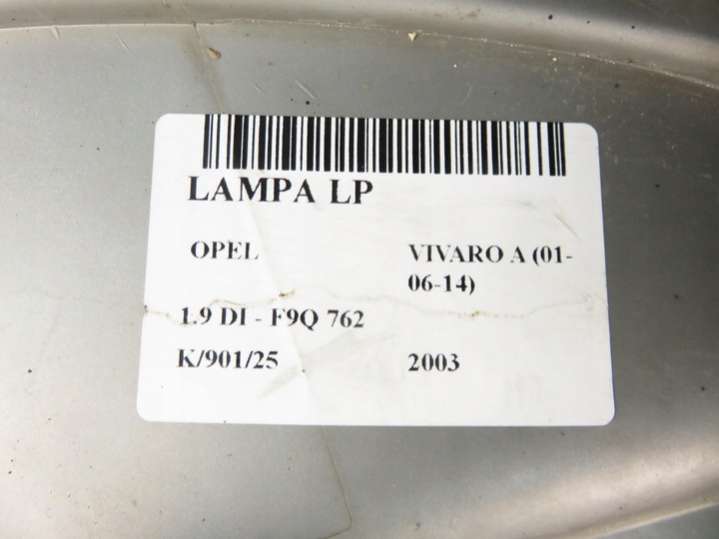 LAMPA LP
OPEL VIVARO A (01-
06-14)
1.9 DI - F9Q 762
K/901/25 2003